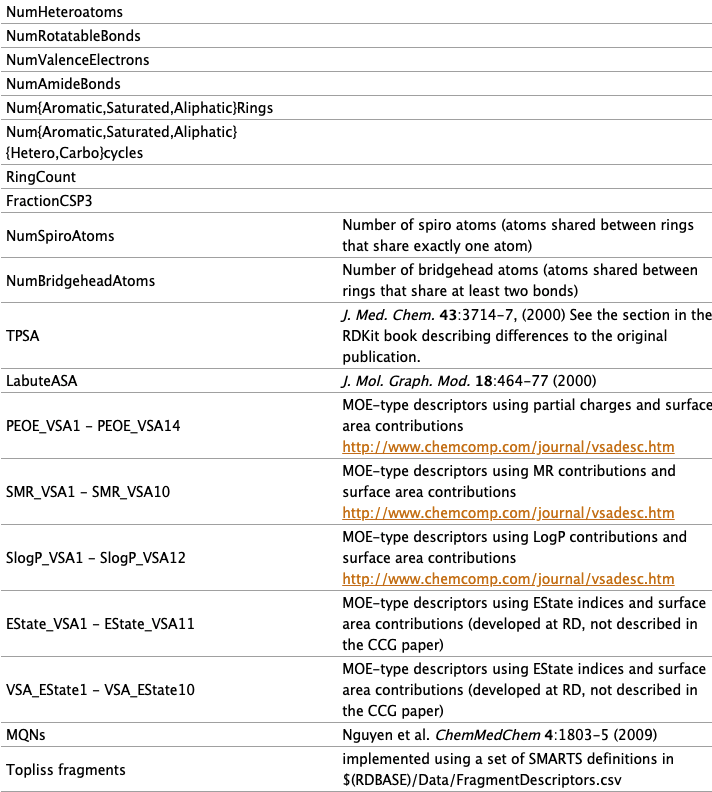 NumHeteroatoms
NumRotatableBonds
NumValenceElectrons
NumAmideBonds
Num{Aromatic,Saturated,Aliphatic}Rings
Num{Aromatic,Saturated,Aliphatic}
{Hetero,Carbo}cycles
RingCount
FractionCSP3
NumSpiroAtoms
Number of spiro atoms (atoms shared between rings
that share exactly one atom)
NumBridgeheadAtoms
Number of bridgehead atoms (atoms shared between
rings that share at least two bonds)
TPSA
J. Med. Chem. 43:3714-7, (2000) See the section in the
RDKit book describing differences to the original
publication.
LabuteASA
J. Mol. Graph. Mod. 18:464-77 (2000)
PEOE_VSA1 - PEOE_VSA14
MOE-type descriptors using partial charges and surface
area contributions
http://www.chemcomp.com/journal/vsadesc.htm
SMR_VSA1 - SMR_VSA10
MOE-type descriptors using MR contributions and
surface area contributions
http://www.chemcomp.com/journal/vsadesc.htm
SlogP_VSA1 - SlogP_VSA12
MOE-type descriptors using LogP contributions and
surface area contributions
http://www.chemcomp.com/journal/vsadesc.htm
EState_VSA1 - EState_VSA11
MOE-type descriptors using EState indices and surface
area contributions (developed at RD, not described in
the CCG paper)
VSA_EState1 - VSA_EState10
MOE-type descriptors using EState indices and surface
area contributions (developed at RD, not described in
the CCG paper)
MQNs
Nguyen et al. ChemMedChem 4:1803-5 (2009)
Topliss fragments
implemented using a set of SMARTS definitions in
$(RDBASE)/Data/FragmentDescriptors.csv